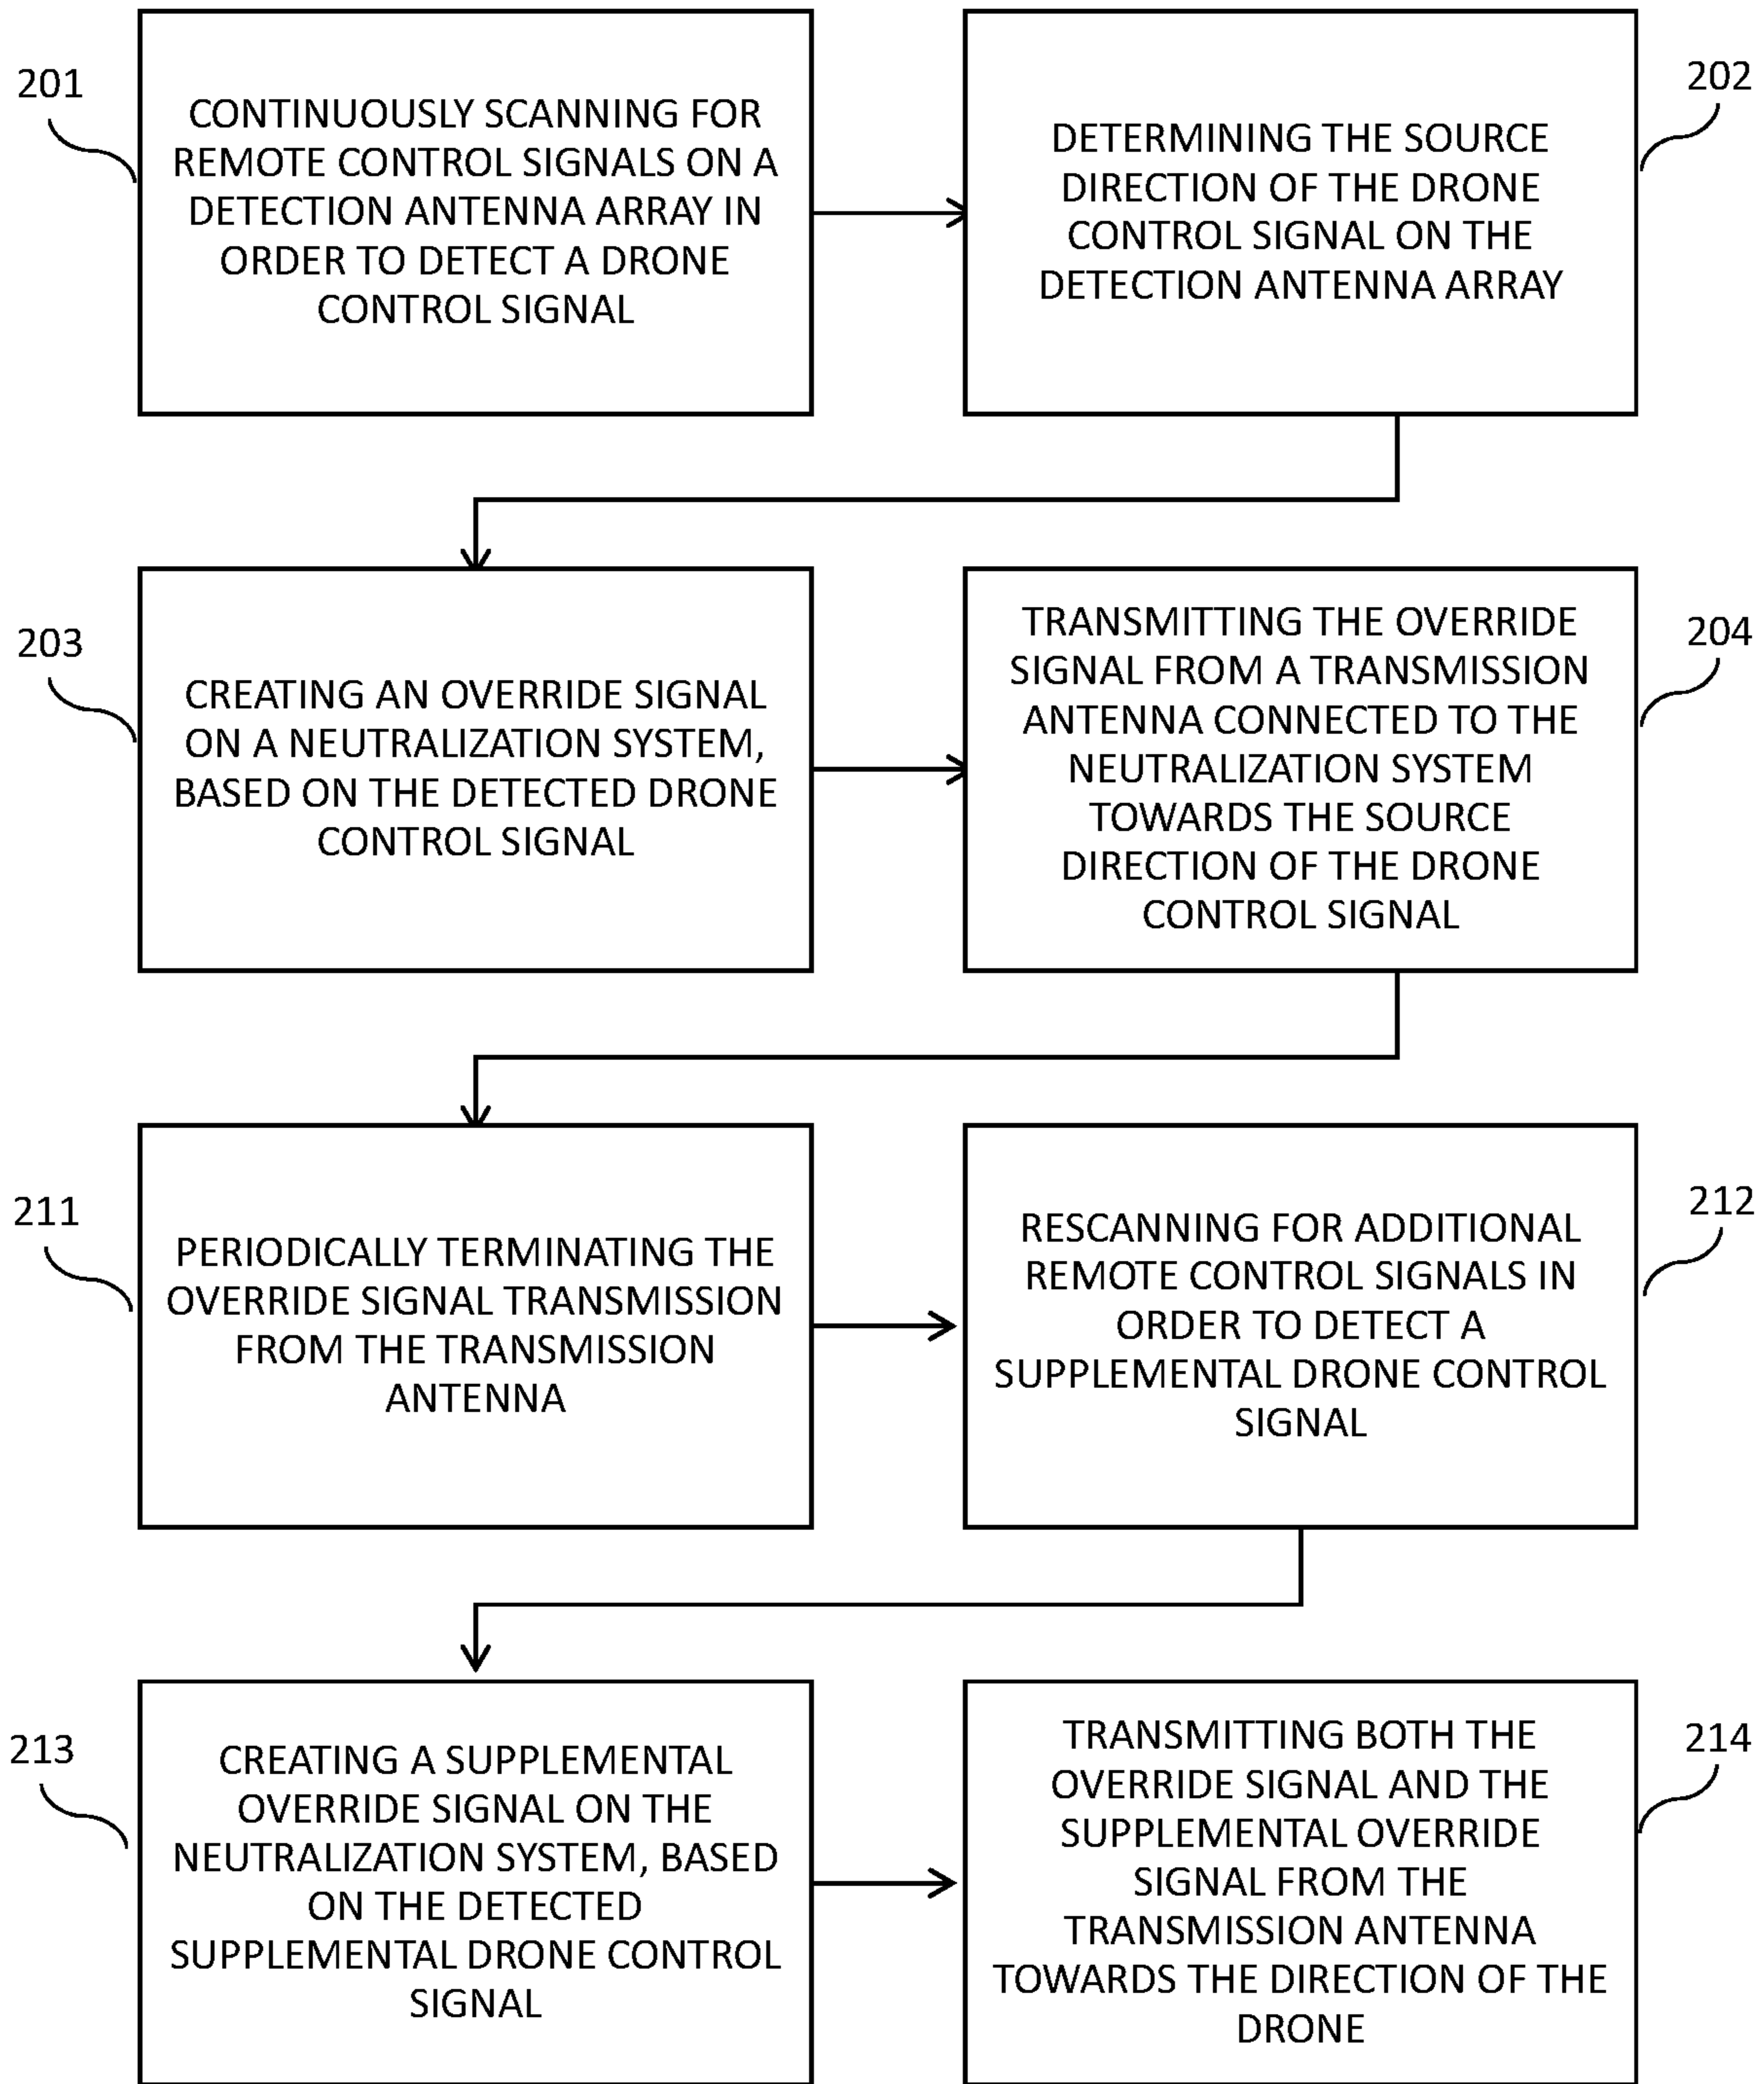 201
CONTINUOUSLY SCANNING FOR
REMOTE CONTROL SIGNALS ON A
DETECTION ANTENNA ARRAY IN
ORDER TO DETECT A DRONE
CONTROL SIGNAL
202
DETERMINING THE SOURCE
DIRECTION OF THE DRONE
CONTROL SIGNAL ON THE
DETECTION ANTENNA ARRAY
203
CREATING AN OVERRIDE SIGNAL
ON A NEUTRALIZATION SYSTEM,
BASED ON THE DETECTED DRONE
CONTROL SIGNAL
204
TRANSMITTING THE OVERRIDE
SIGNAL FROM A TRANSMISSION
ANTENNA CONNECTED TO THE
NEUTRALIZATION SYSTEM
TOWARDS THE SOURCE
DIRECTION OF THE DRONE
CONTROL SIGNAL
211
PERIODICALLY TERMINATING THE
OVERRIDE SIGNAL TRANSMISSION
FROM THE TRANSMISSION
ANTENNA
212
RESCANNING FOR ADDITIONAL
REMOTE CONTROL SIGNALS IN
ORDER TO DETECT A
SUPPLEMENTAL DRONE CONTROL
SIGNAL
213
CREATING A SUPPLEMENTAL
OVERRIDE SIGNAL ON THE
NEUTRALIZATION SYSTEM, BASED
ON THE DETECTED
SUPPLEMENTAL DRONE CONTROL
SIGNAL
214
TRANSMITTING BOTH THE
OVERRIDE SIGNAL AND THE
SUPPLEMENTAL OVERRIDE
SIGNAL FROM THE
TRANSMISSION ANTENNA
TOWARDS THE DIRECTION OF THE
DRONE